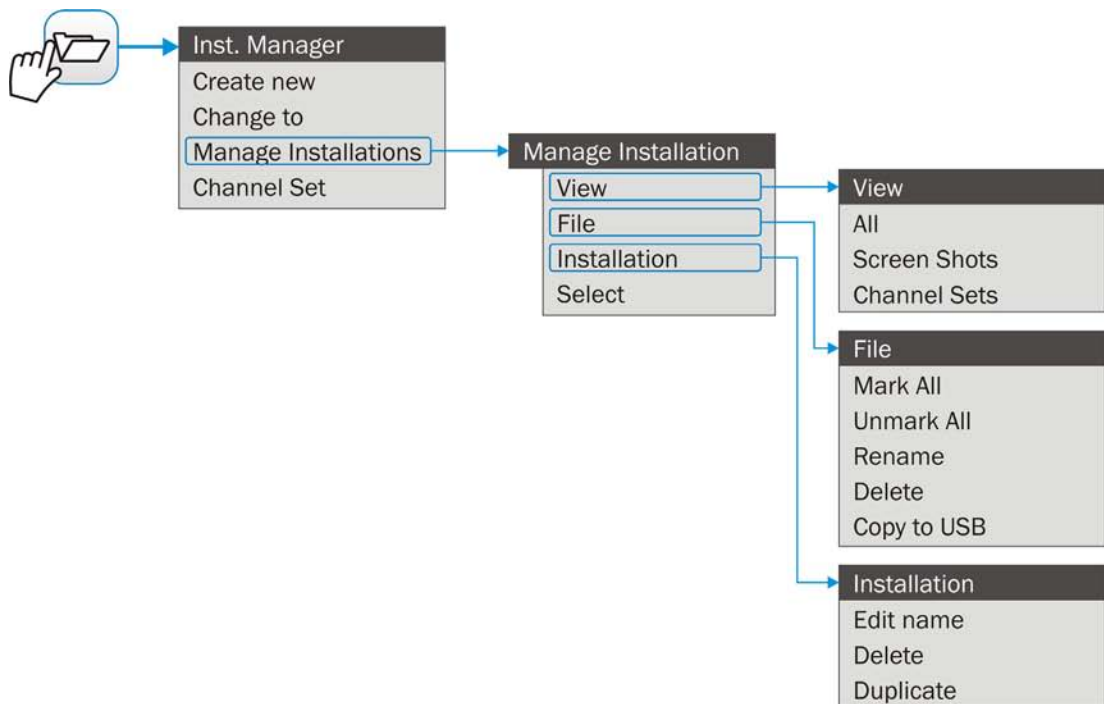 Inst. Manager
Create new
Change to
Manage Installations
Channel Set
Manage Installation
View
File
Installation
Select
View
All
Screen Shots
Channel Sets
File
Mark All
Unmark All
Rename
Delete
Copy to USB
Installation
Edit name
Delete
Duplicate